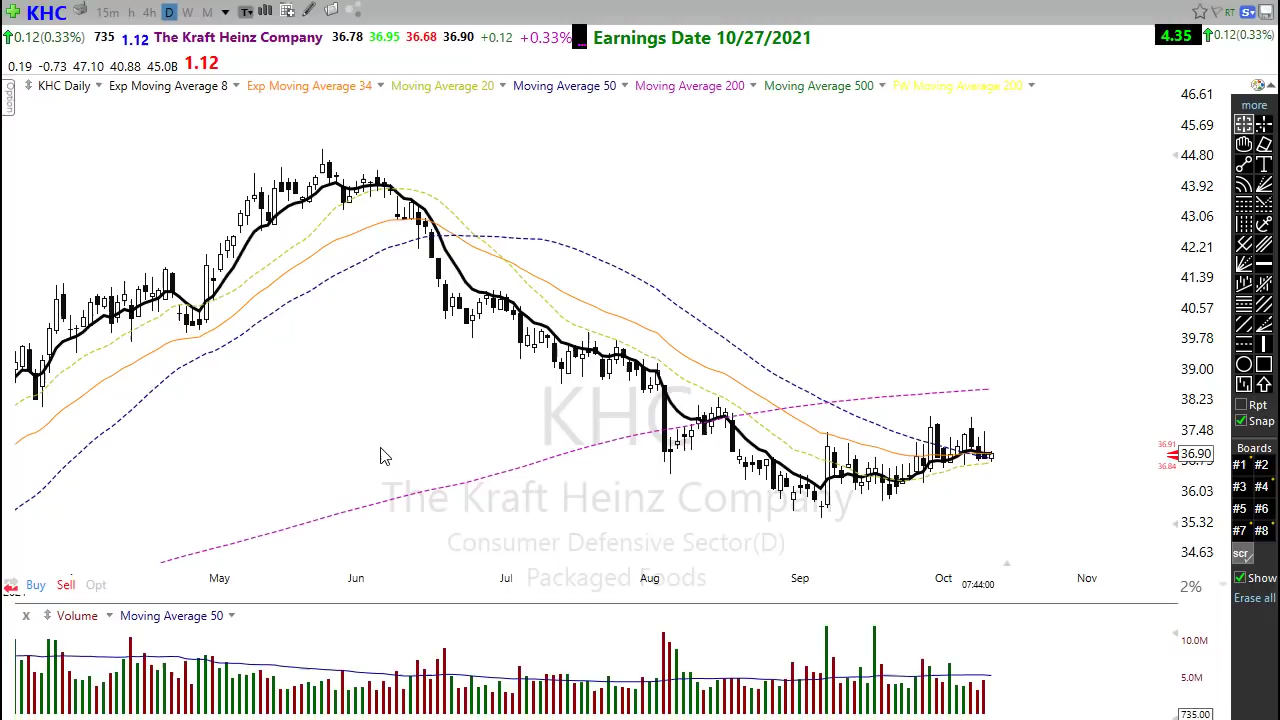 KHC 15m h 4h D W M T S RT
0.12(0.33%) 735 1.12 The Kraft Heinz Company 36.78 36.95 36.68 36.90 +0.12 +0.33% Earnings Date 10/27/2021 4.35 0.12(0.33%)
0.19 -0.73 47.10 40.88 45.0B 1.12
Option KHC Daily Exp Moving Average 8 Exp Moving Average 34 Moving Average 20 Moving Average 50 Moving Average 200 Moving Average 500 PW Moving Average 200
46.61
more
45.69
44.80
43.92
43.06
42.21
41.39
40.57
39.78
39.00
38.23
Rpt
Snap
37.48
36.91
36.90
36.84
Boards
#1 #2
#3 #4
#5 #6
#7 #8
scr
Show
Erase all
36.03
35.32
34.63
KHC
The Kraft Heinz Company
Consumer Defensive Sector(D)
Packaged Foods
May Jun Jul Aug Sep Oct Nov
07:44:00
Buy Sell Opt
2%
x Volume Moving Average 50
10.0M
5.0M
735.00